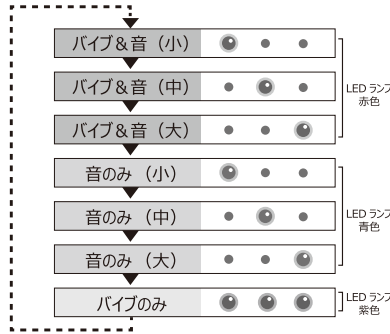 バイブ＆音（小）
バイブ＆音（中）
LED ランプ
赤色
バイブ＆音（大）
音のみ（小）
音のみ（中）
LED ランプ
青色
音のみ（大）
バイブのみ
LED ランプ
紫色